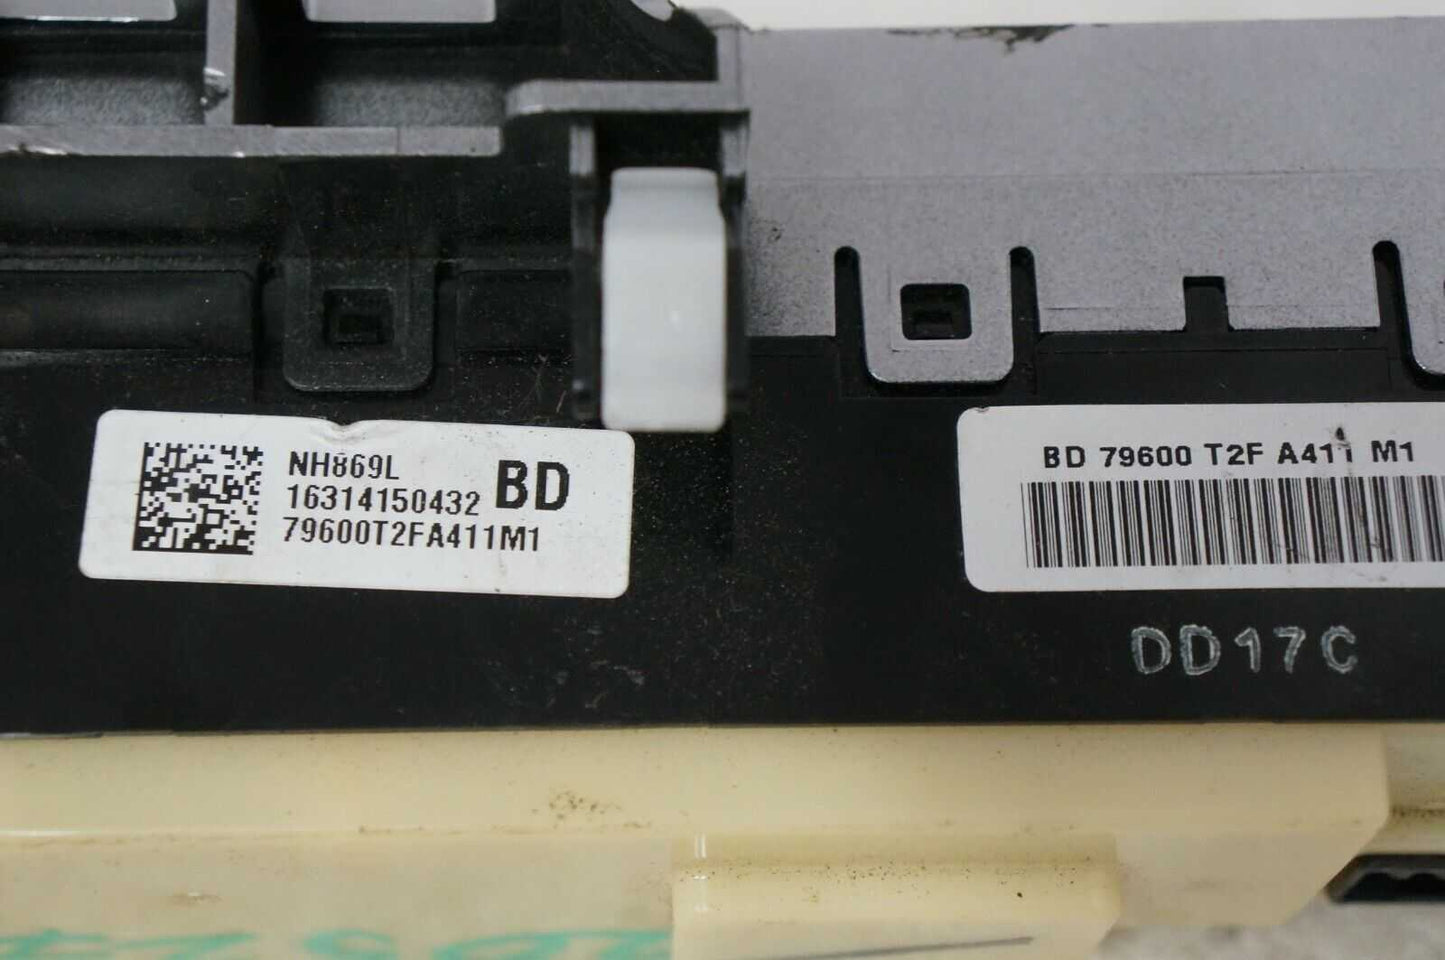 NH869L
16314150432
79600T2FA411M1
BD
BD 79600 T2F A411 M1
DD17C